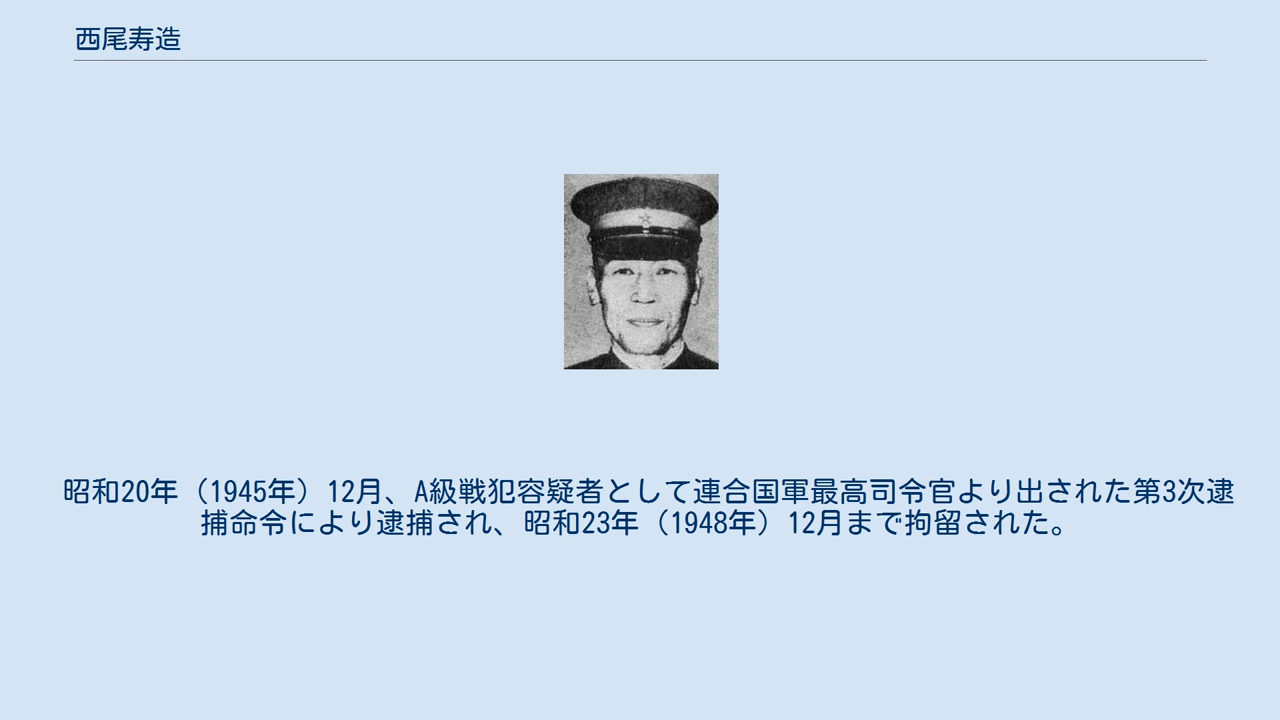 西尾寿造
昭和20年（1945年）12月、A級戦犯容疑者として連合国軍最高司令官より出された第3次逮
捕命令により逮捕され、昭和23年（1948年）12月まで拘留された。